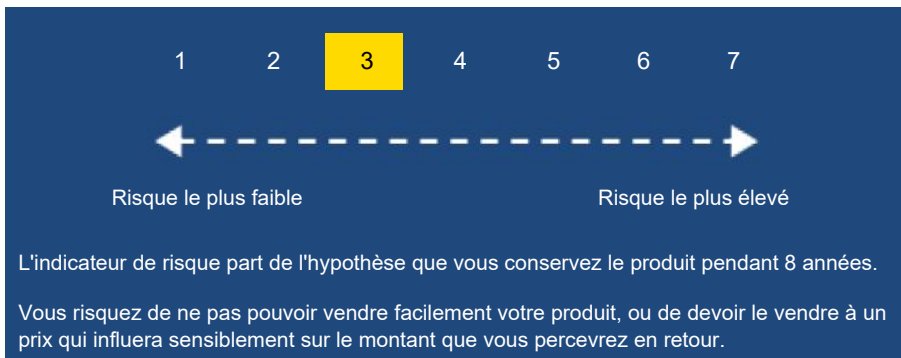 1 2 3 4 5 6 7
Risque le plus faible Risque le plus élevé
L'indicateur de risque part de l'hypothèse que vous conservez le produit pendant 8 années.
Vous risquez de ne pas pouvoir vendre facilement votre produit, ou de devoir le vendre à un
prix qui influera sensiblement sur le montant que vous percevrez en retour.